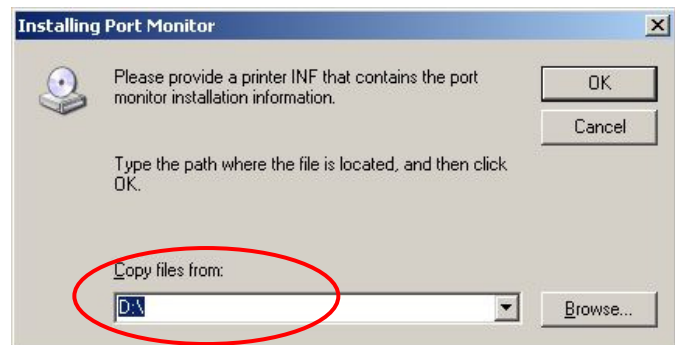 Installing Port Monitor
Please provide a printer INF that contains the port
monitor installation information.
OK
Cancel
Type the path where the file is located, and then click
OK.
Copy files from:
D:\
Browse...